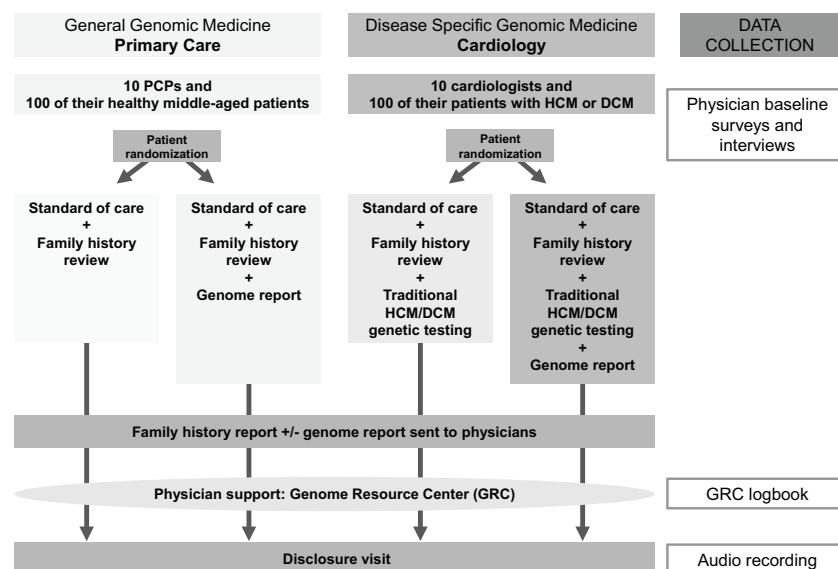 General Genomic Medicine
Primary Care
Disease Specific Genomic Medicine
Cardiology
DATA
COLLECTION
10 PCPs and
100 of their healthy middle-aged patients
10 cardiologists and
100 of their patients with HCM or DCM
Physician baseline
surveys and
interviews
Patient
randomization
Patient
randomization
Standard of care
+
Family history
review
Standard of care
+
Family history
review
+
Genome report
Standard of care
+
Family history
review
+
Traditional
HCM/DCM
genetic testing
Standard of care
+
Family history
review
+
Traditional
HCM/DCM
genetic testing
+
Genome report
Family history report +/- genome report sent to physicians
Physician support: Genome Resource Center (GRC)
GRC logbook
Disclosure visit
Audio recording